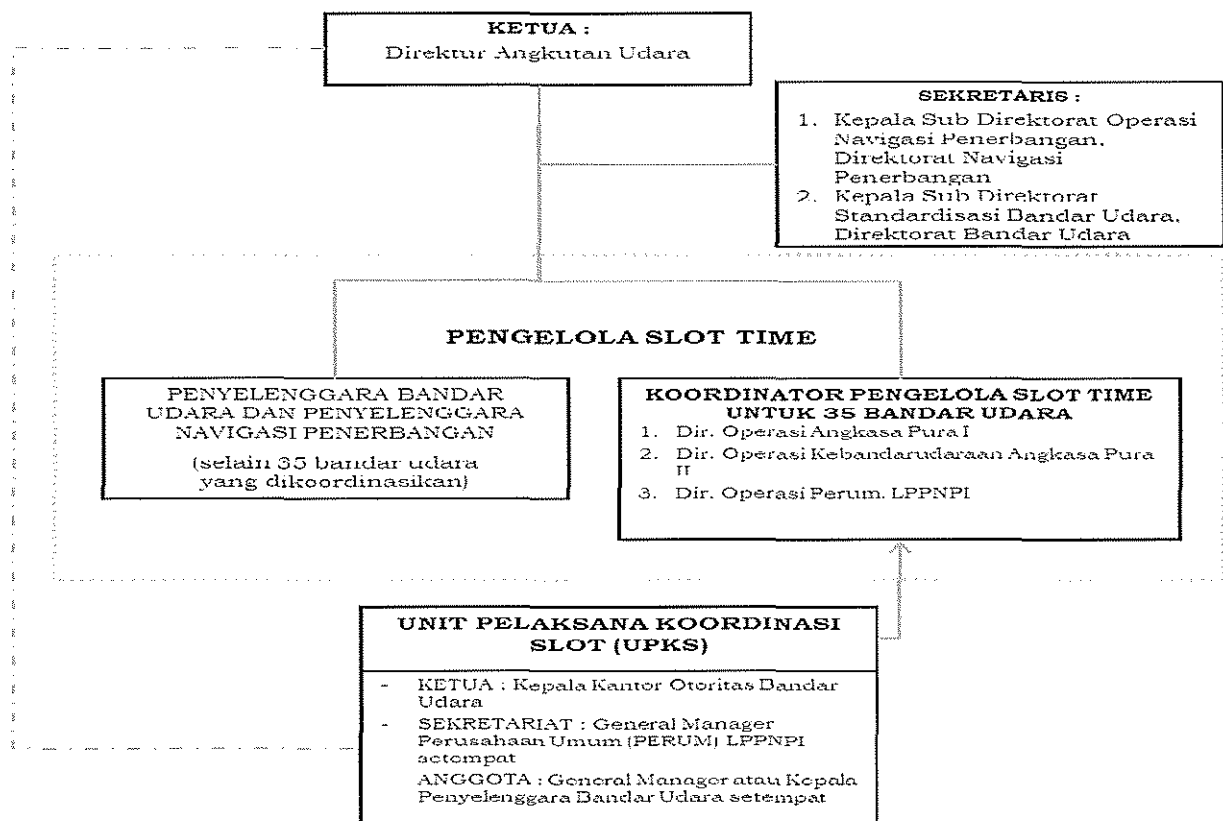 KETUA :
Direktur Angkutan Udara
SEKRETARIS :
1. Kepala Sub Direktorat Operasi
Navigasi Penerbangan,
Direktorat Navigasi
Penerbangan
2. Kepala Sub Direktorat
Standardisasi Bandar Udara,
Direktorat Bandar Udara
PENGELOLA SLOT TIME
PENYELENGGARA BANDAR
UDARA DAN PENYELENGGARA
NAVIGASI PENERBANGAN
(selain 35 bandar udara
yang dikoordinasikan)
KOORDINATOR PENGELOLA SLOT TIME
UNTUK 35 BANDAR UDARA
1. Dir. Operasi Angkasa Pura I
2. Dir. Operasi Kebandarudaraan Angkasa Pura
II
3. Dir. Operasi Perum. LPPNPI
UNIT PELAKSANA KOORDINASI
SLOT (UPKS)
- KETUA : Kepala Kantor Otoritas Bandar
Udara
- SEKRETARIAT : General Manager
Perusahaan Umum (PERUM) LPPNPI
setempat
ANGGOTA : General Manager atau Kepala
Penyelenggara Bandar Udara setempat